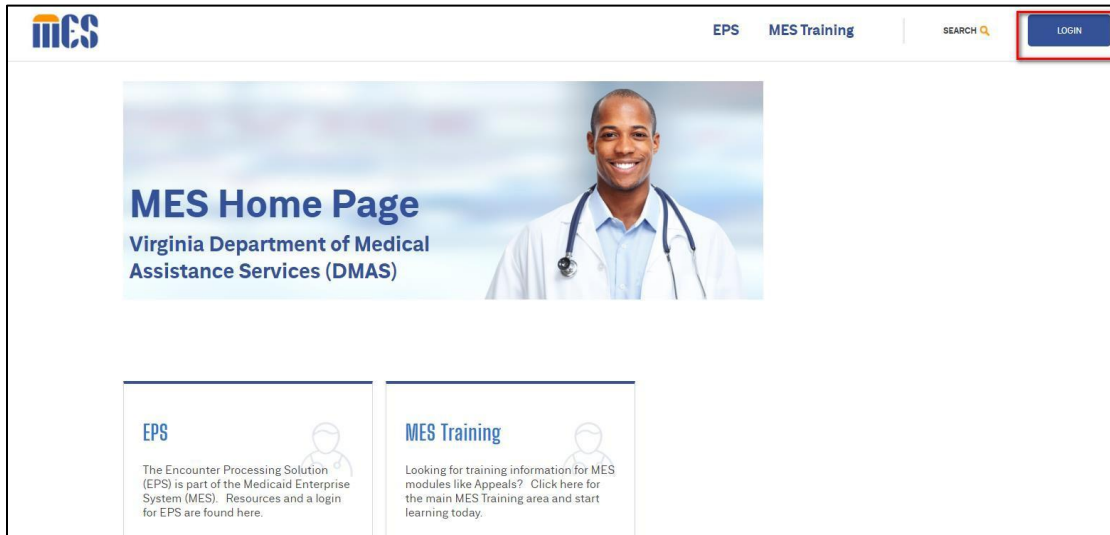 mes
EPS MES Training SEARCH LOGIN
MES Home Page
Virginia Department of Medical
Assistance Services (DMAS)
EPS
The Encounter Processing Solution
(EPS) is part of the Medicaid Enterprise
System (MES). Resources and a login
for EPS are found here.
MES Training
Looking for training information for MES
modules like Appeals? Click here for
the main MES Training area and start
learning today.